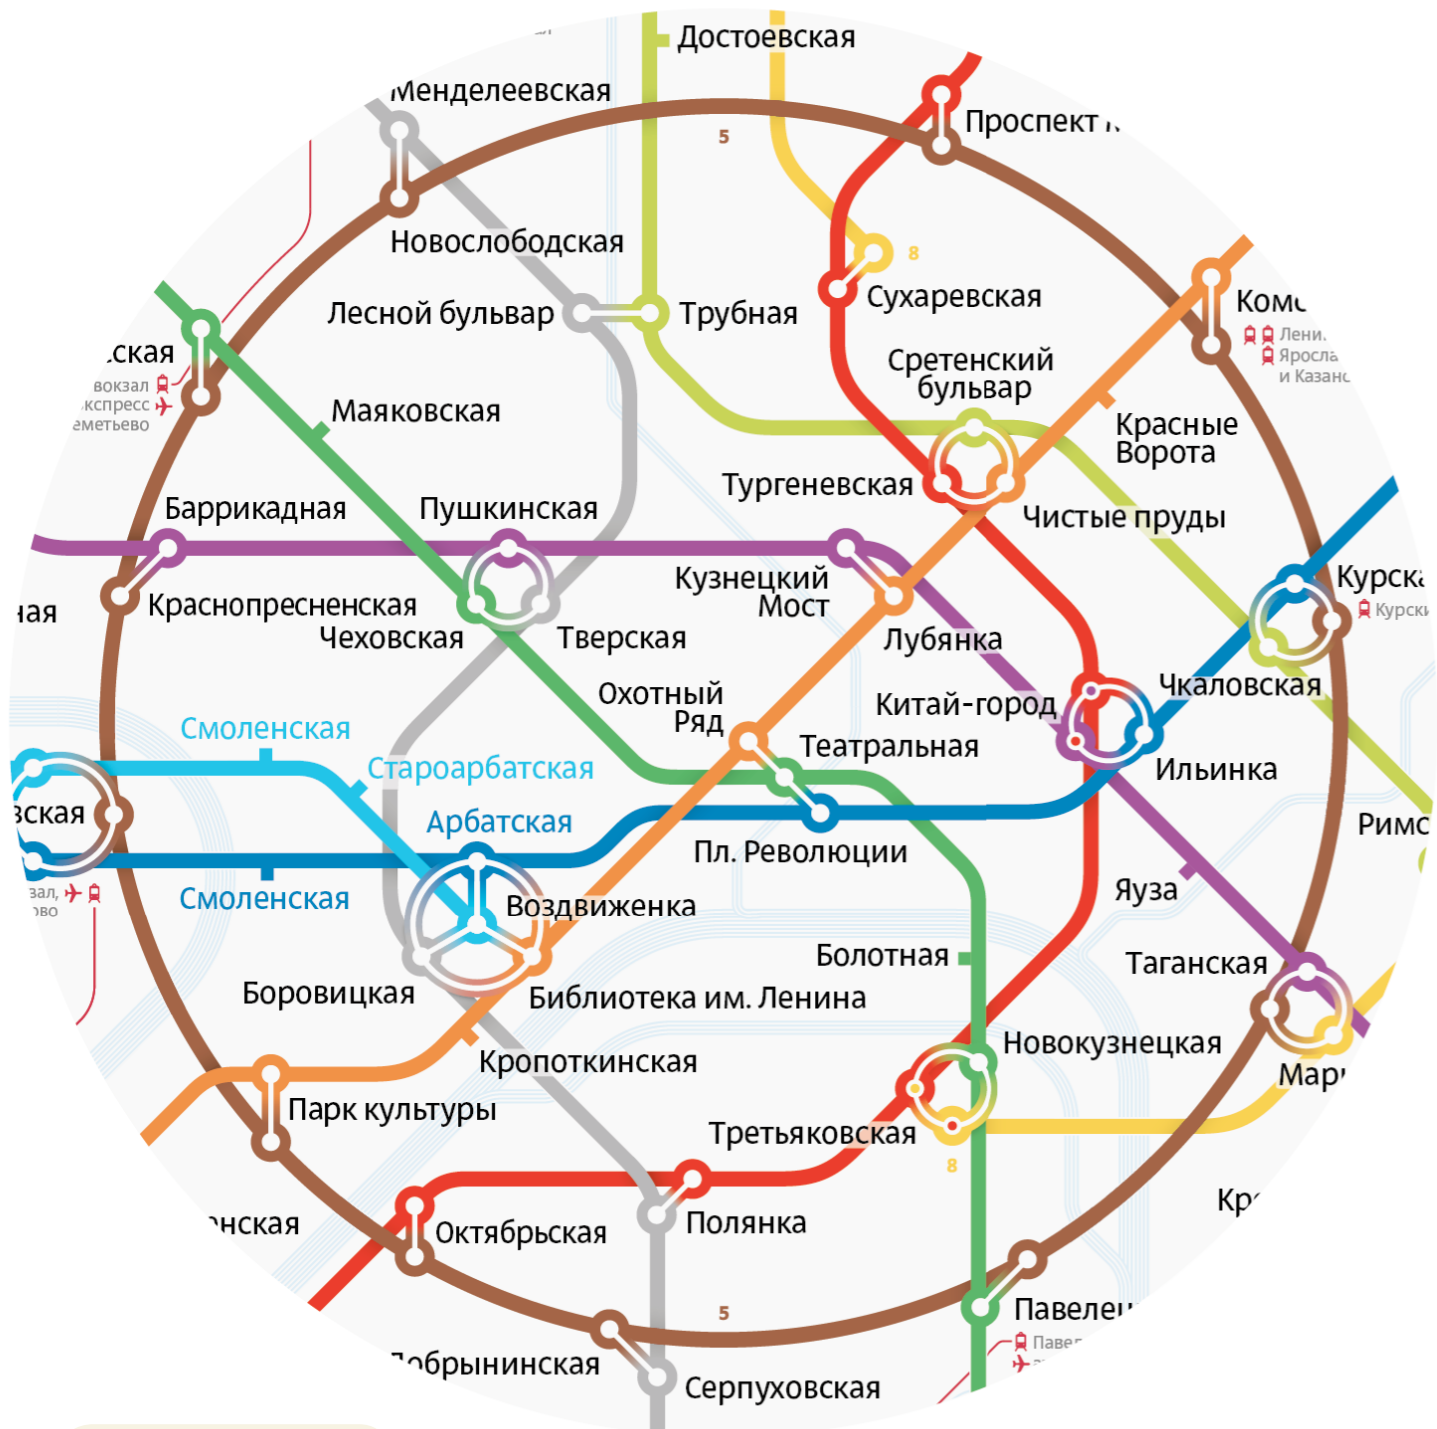 Достоевская
Менделеевская
Проспект
5
Новослободская
8
Сухаревская
Лесной бульвар
Трубная
Сретенский
бульвар
Красные
Ворота
Маяковская
вокзал
Тургеневская
Чистые пруды
Баррикадная
Пушкинская
Кузнецкий
Мост
Краснопресненская
Чеховская
Тверская
Лубянка
Охотный
Ряд
Китай-город
Чкаловская
Смоленская
Староарбатская
Театральная
Ильинка
Арбатская
Пл. Революции
Смоленская
Воздвиженка
Яуза
Болотная
Таганская
Боровицкая
Библиотека им. Ленина
Кропоткинская
Новокузнецкая
Парк культуры
Третьяковская
8
Октябрьская
Полянка
5
Добрынинская
Серпуховская